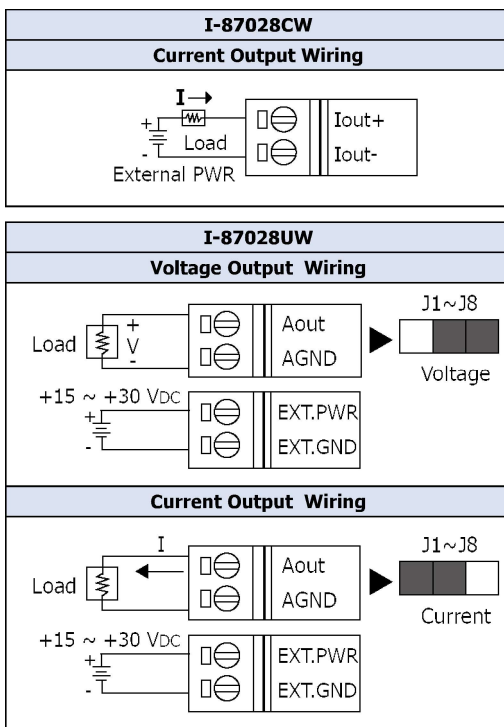 I-87028CW
Current Output Wiring
I
+
Load
-
External PWR
Iout+
Iout-
I-87028UW
Voltage Output Wiring
J1~J8
Load
+
V
-
Aout
AGND
Voltage
+15 ~ +30 VDC
+
-
EXT.PWR
EXT.GND
Current Output Wiring
I
J1~J8
Load
Aout
AGND
Current
+15 ~ +30 VDC
+
-
EXT.PWR
EXT.GND